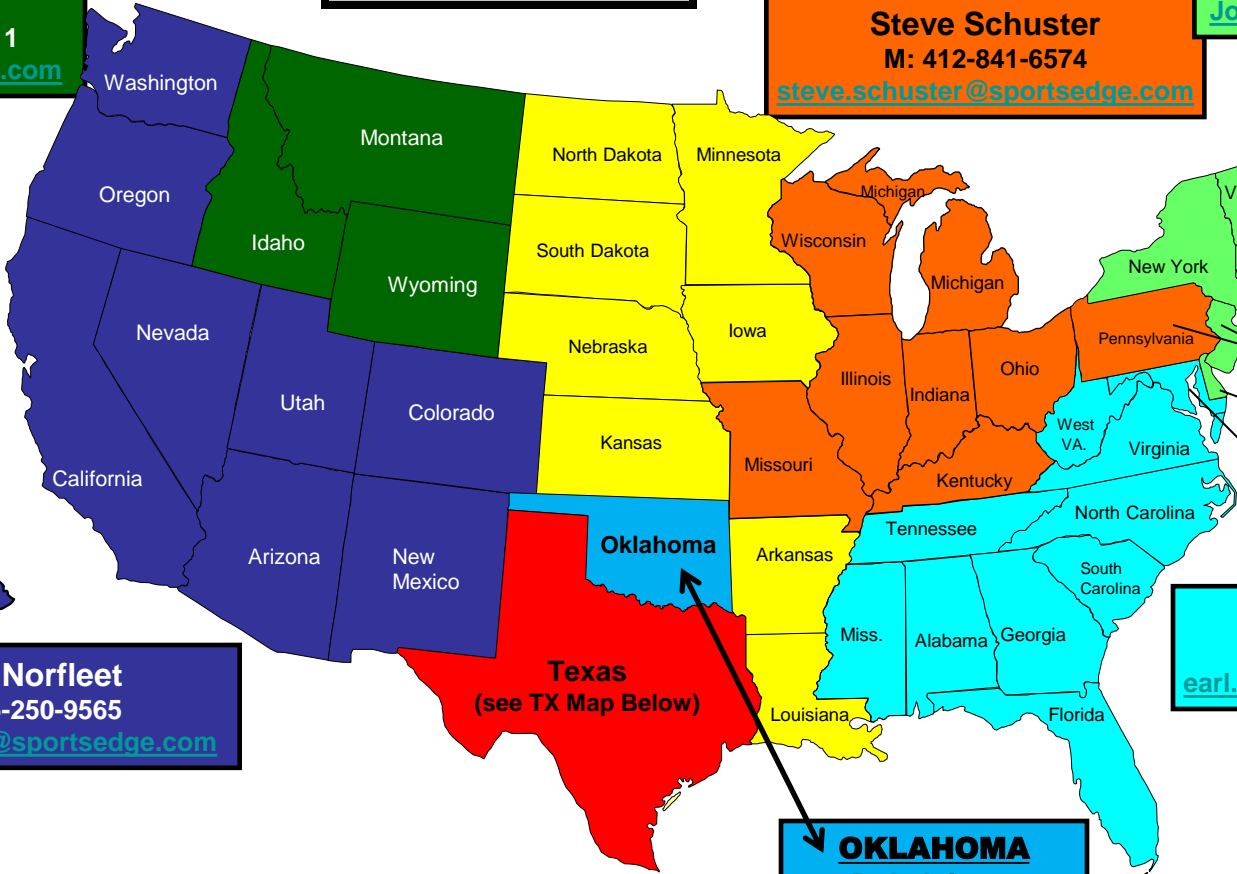 1
.com
Steve Schuster
M: 412-841-6574
steve.schuster@sportsedge.com
Jo
Washington
Montana
North Dakota
Minnesota
Oregon
Michigan
V
Idaho
South Dakota
Wisconsin
New York
Wyoming
Michigan
Nevada
Iowa
Pennsylvania
Nebraska
Ohio
Illinois
Indiana
Utah
Colorado
Kansas
West
VA.
Virginia
Missouri
California
Kentucky
North Carolina
Tennessee
Oklahoma
Arkansas
Arizona
New
Mexico
South
Carolina
Miss.
Alabama
Georgia
Texas
(see TX Map Below)
Norfleet
-250-9565
@sportsedge.com
earl.
Louisiana
Florida
OKLAHOMA